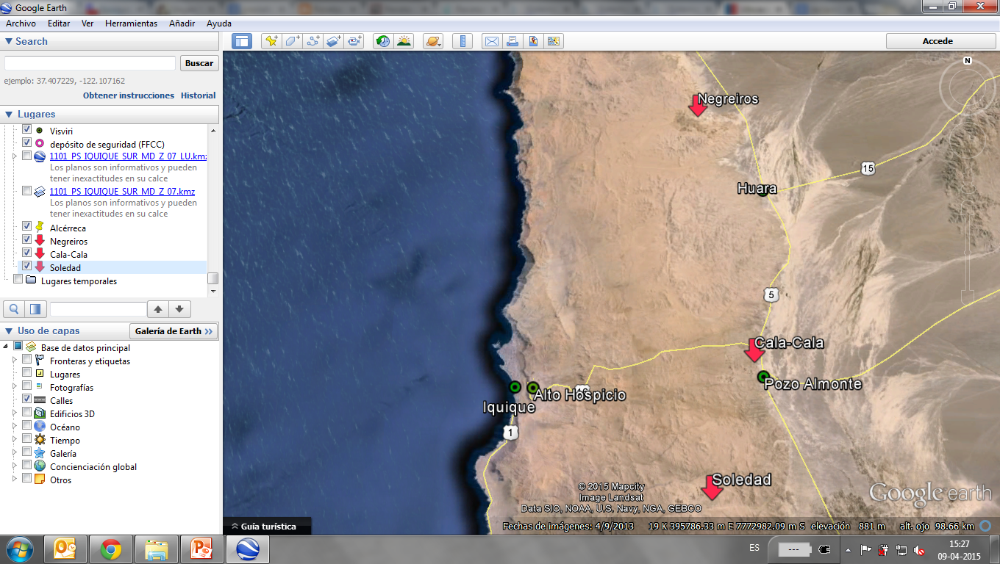 Google Earth
Archivo Editar Ver Herramientas Añadir Ayuda
Search
Buscar
ejemplo: 37.407229, -122.107162
Obtener instrucciones Historial
Lugares
Visviri
depósito de seguridad (FFCC)
1101_PS_IQUIQUE_SUR_MD_Z_07_LU.kmz
Los planos son informativos y pueden
tener inexactitudes en su calce
1101_PS_IQUIQUE_SUR_MD_Z_07.kmz
Los planos son informativos y pueden
tener inexactitudes en su calce
Alcérreca
Negreiros
Cala-Cala
Soledad
Lugares temporales
Uso de capas
Galería de Earth >>
Base de datos principal
Fronteras y etiquetas
Lugares
Fotografías
Calles
Edificios 3D
Océano
Tiempo
Galería
Concienciación global
Otros
Accede
N
Negreiros
15
Huara
5
Cala-Cala
Pozo Almonte
Alto Hospicio
Iquique
1
Soledad
© 2015 Mapcity
Image Landsat
Data SIO, NOAA, U.S. Navy, NGA, GEBCO
Google earth
Guía turística
Fechas de imágenes: 4/9/2013 19 K 395786.33 m E 7772982.09 m S elevación 881 m alt. ojo 98.66 km
ES
---
15:27
09-04-2015